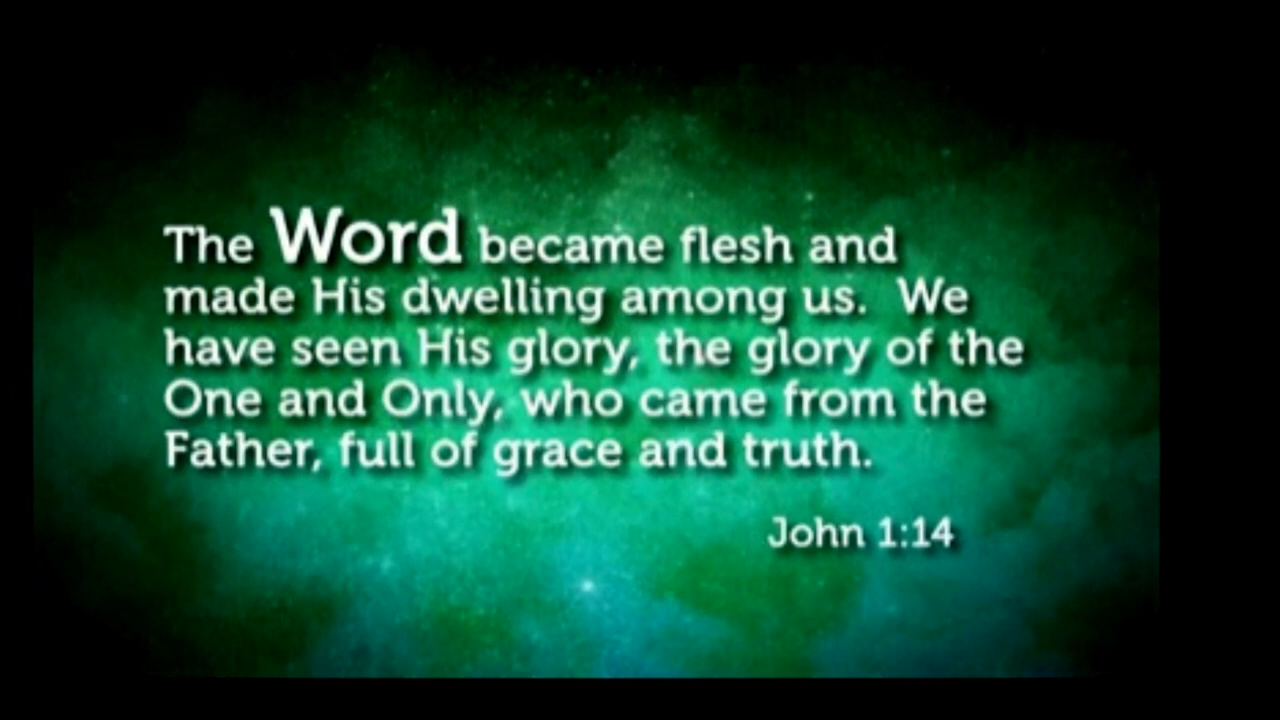 The Word became flesh and
made His dwelling among us.  We
have seen His glory, the glory of the
One and Only, who came from the
Father, full of grace and truth.
John 1:14